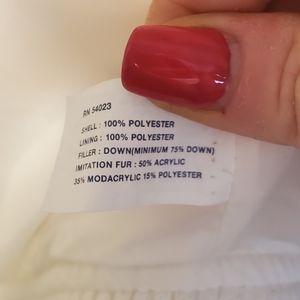 RN 54023
SHELL : 100% POLYESTER
LINING : 100% POLYESTER
FILLER : DOWN(MINIMUM 75% DOWN)
IMITATION FUR : 50% ACRYLIC
35% MODACRYLIC 15% POLYESTER